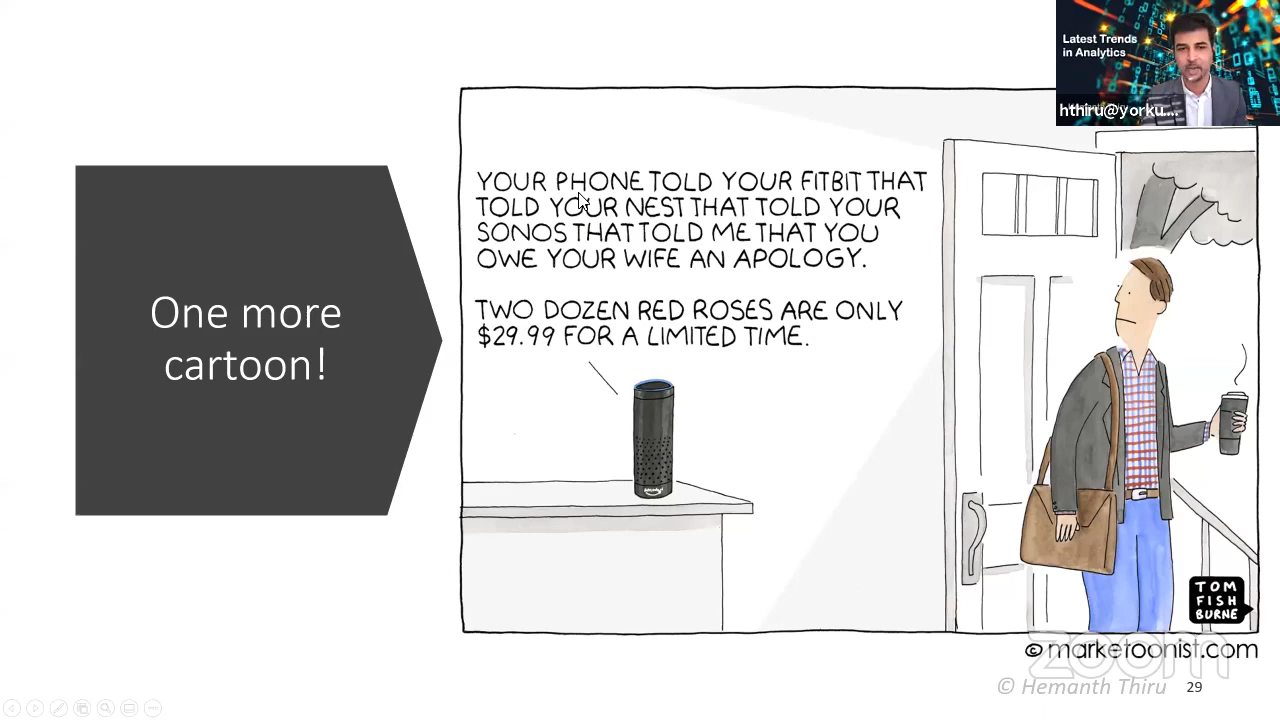 Latest Trends
in Analytics
hthiru@yorku....
YOUR PHONE TOLD YOUR FITBIT THAT
TOLD YOUR NEST THAT TOLD YOUR
SONOS THAT TOLD ME THAT YOU
OWE YOUR WIFE AN APOLOGY.
TWO DOZEN RED ROSES ARE ONLY
$29.99 FOR A LIMITED TIME.
One more
cartoon!
TOM
FISH
BURNE
© marketoonist.com
zoom
© Hemanth Thiru
29